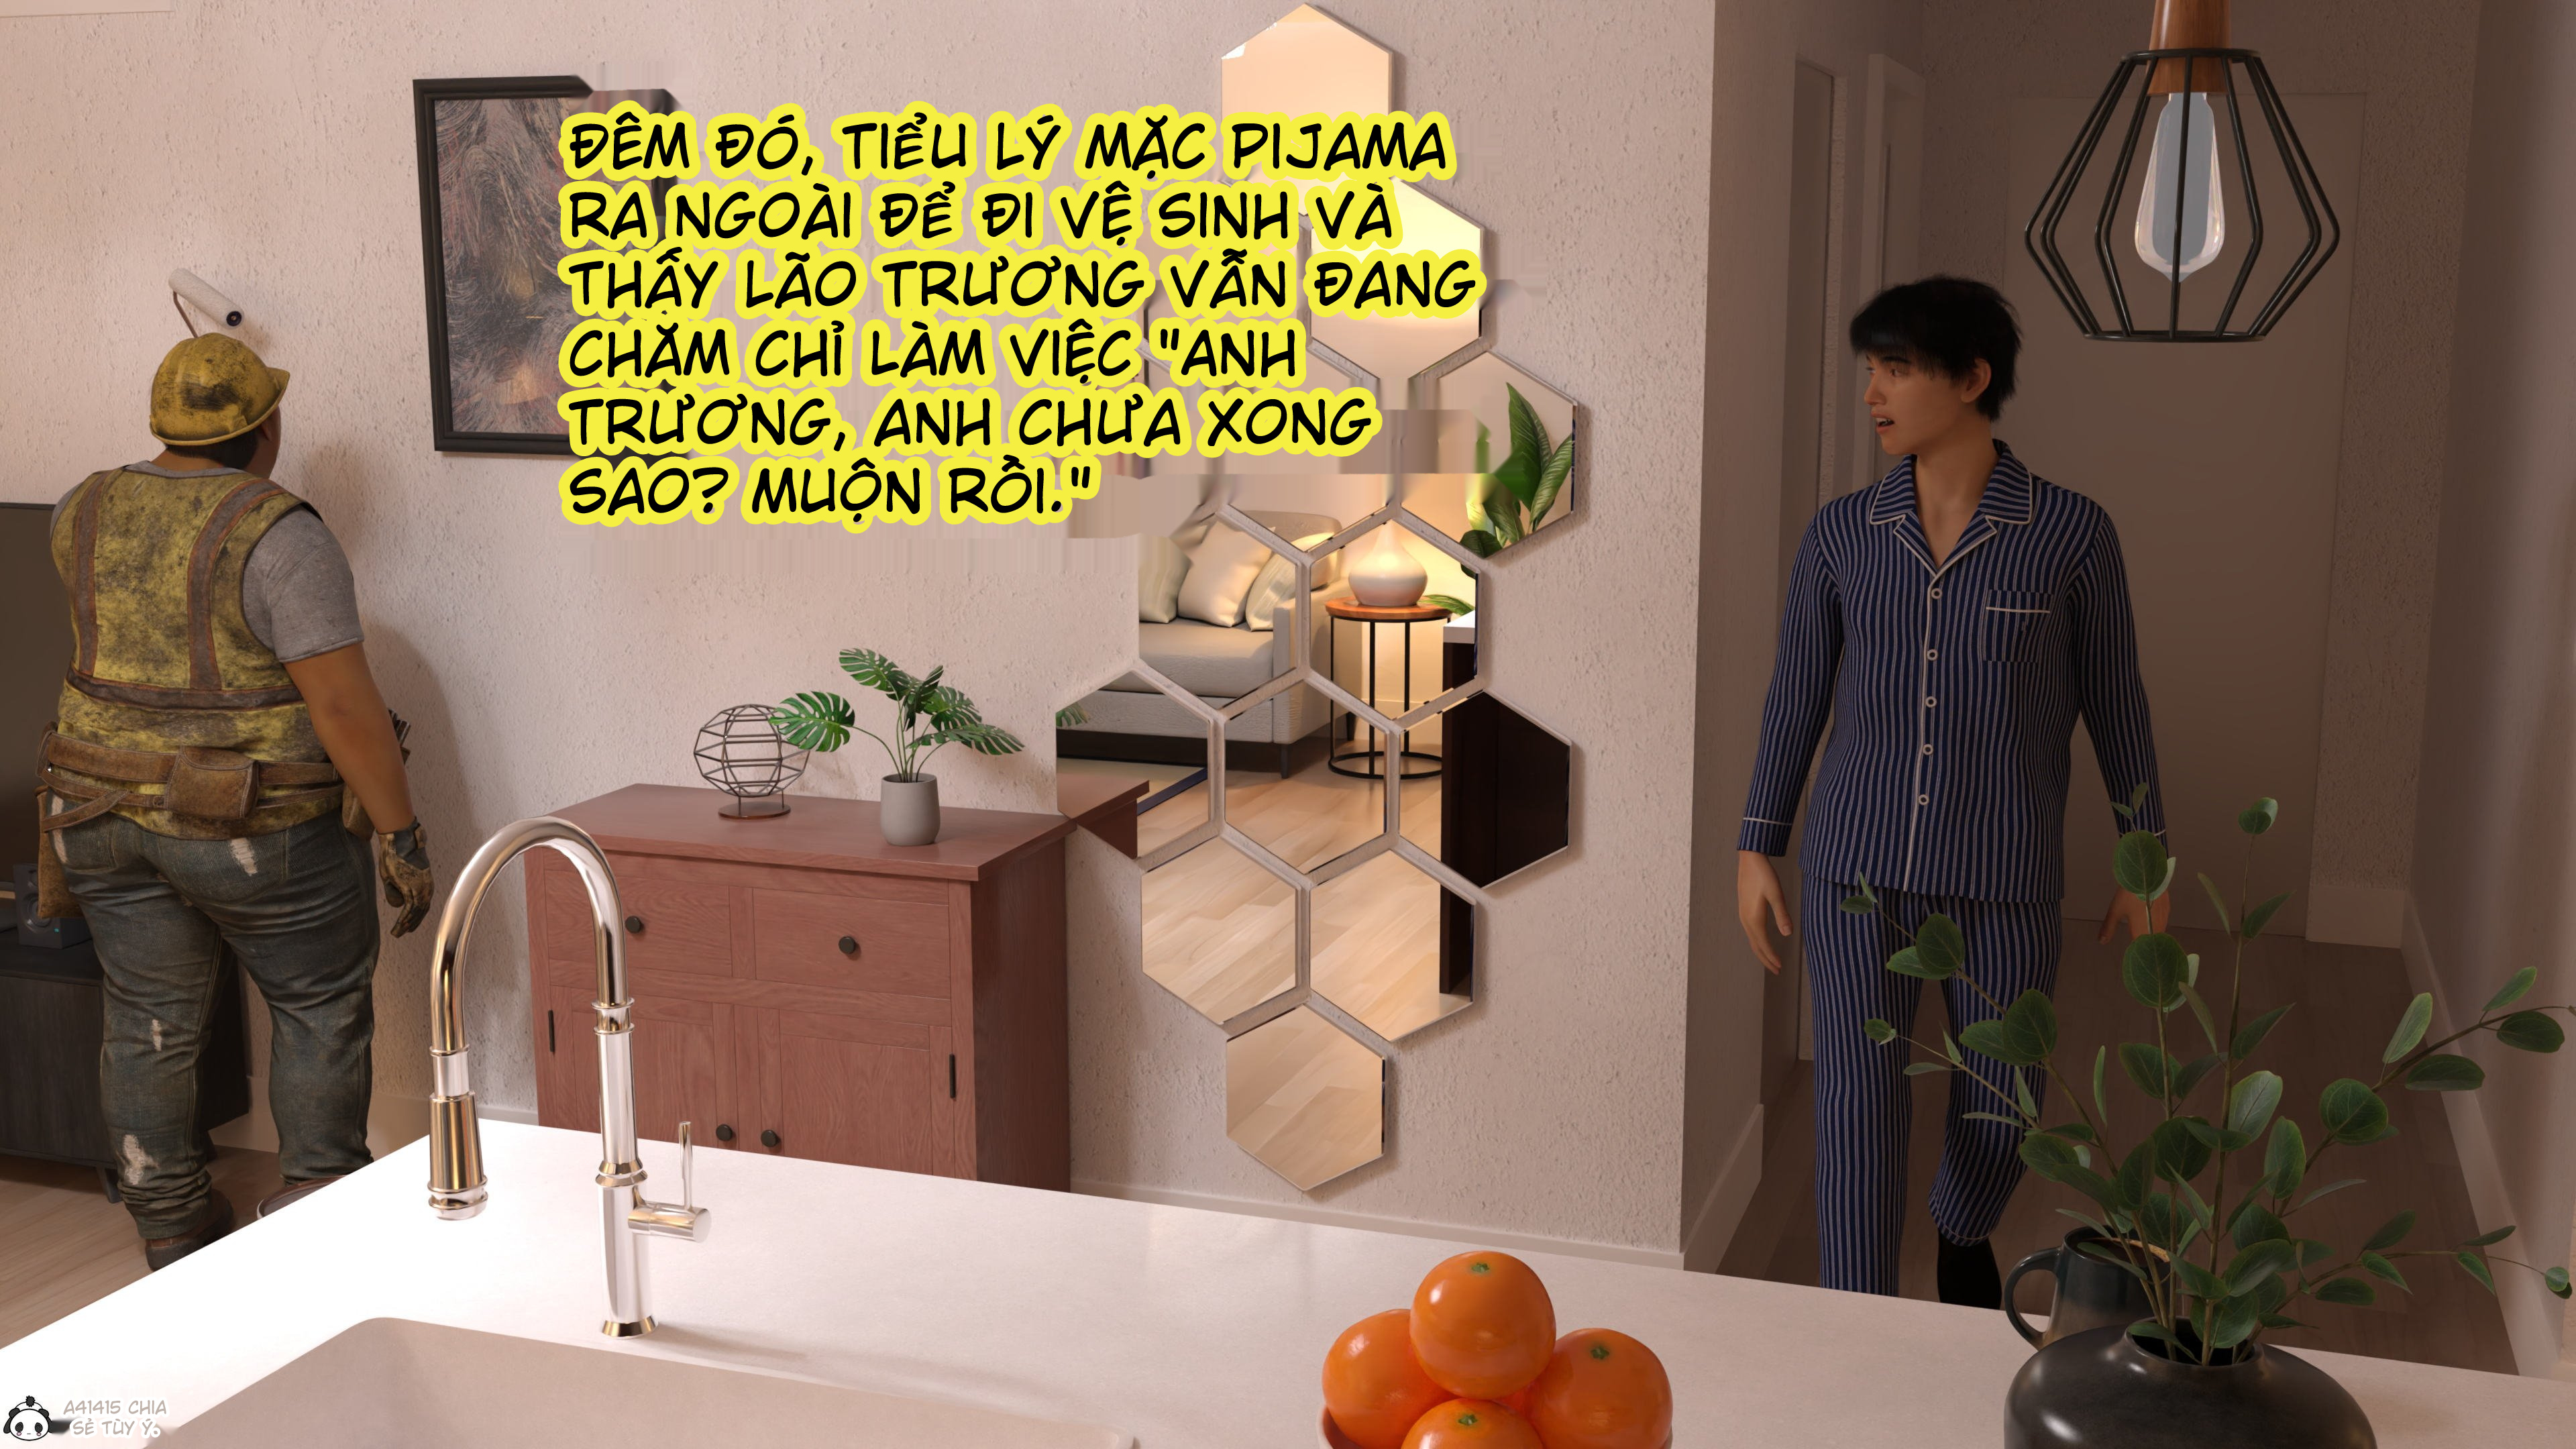 ĐÊM ĐÓ, TIỂU LÝ MẶC PIJAMA
RA NGOÀI ĐỂ ĐI VỆ SINH VÀ
THẤY LÃO TRƯƠNG VẪN ĐANG
CHĂM CHỈ LÀM VIỆC "ANH
TRƯƠNG, ANH CHƯA XONG
SAO? MUỘN RỒI."
A41415 CHIA
SẺ TÙY Ý.